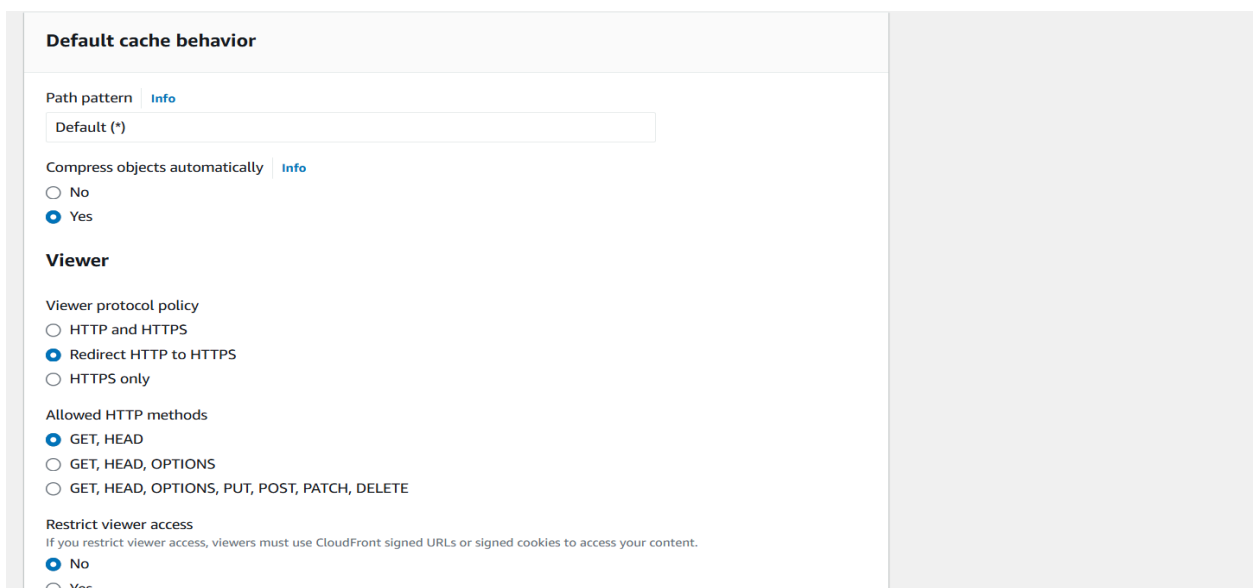 Default cache behavior
Path pattern Info
Default (*)
Compress objects automatically Info
No
Yes
Viewer
Viewer protocol policy
HTTP and HTTPS
Redirect HTTP to HTTPS
HTTPS only
Allowed HTTP methods
GET, HEAD
GET, HEAD, OPTIONS
GET, HEAD, OPTIONS, PUT, POST, PATCH, DELETE
Restrict viewer access
If you restrict viewer access, viewers must use CloudFront signed URLs or signed cookies to access your content.
No
Yes